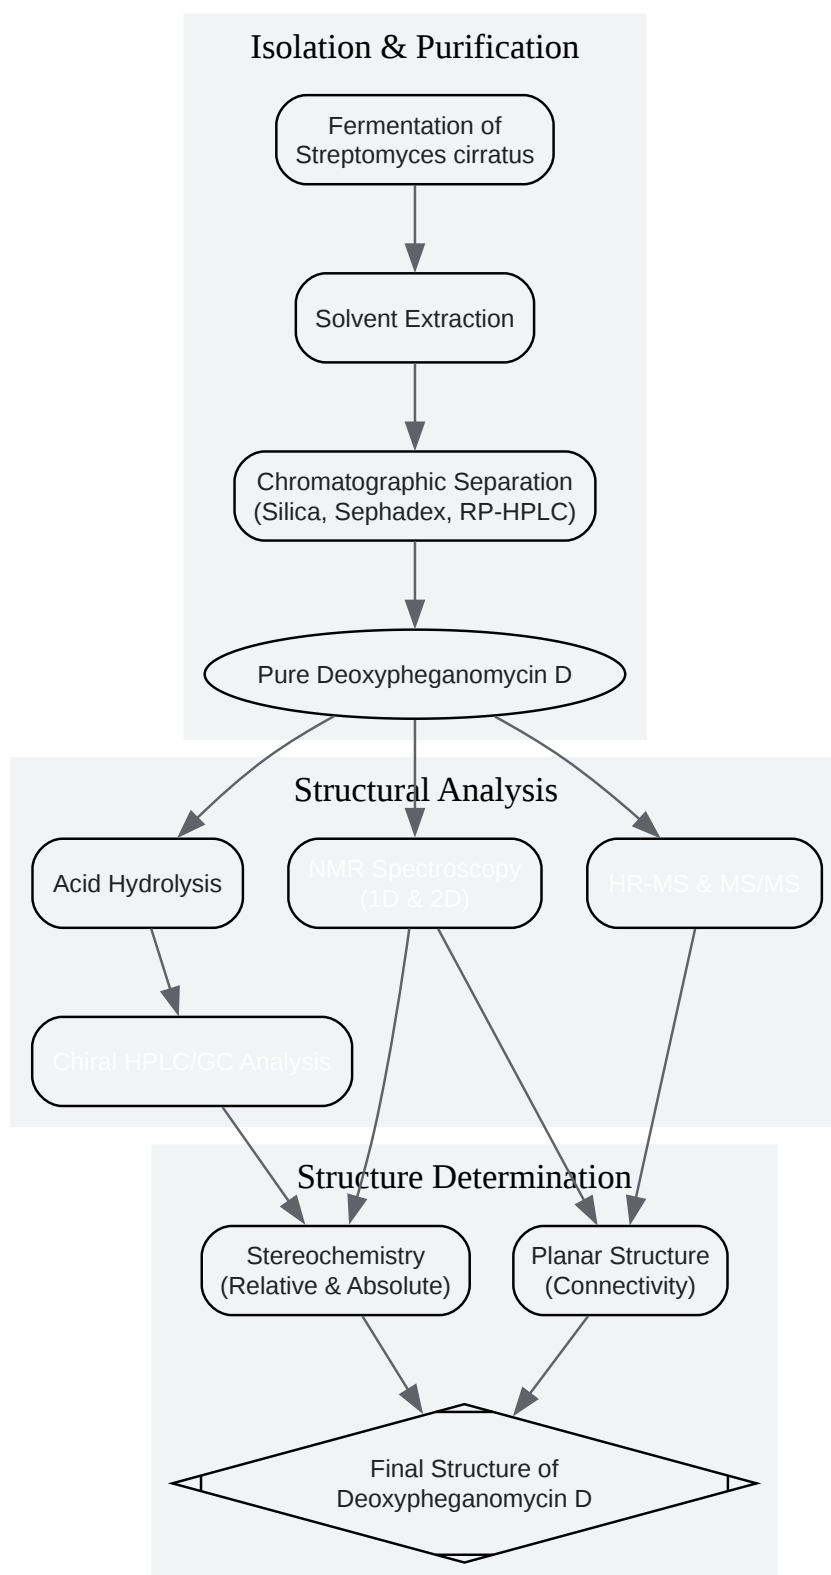 Isolation & Purification
Fermentation of
Streptomyces cirratus
Solvent Extraction
Chromatographic Separation
(Silica, Sephadex, RP-HPLC)
Pure Deoxypheganomycin D
Structural Analysis
Acid Hydrolysis
NMR Spectroscopy
(1D & 2D)
HR-MS & MS/MS
Chiral HPLC/GC Analysis
Structure Determination
Stereochemistry
(Relative & Absolute)
Planar Structure
(Connectivity)
Final Structure of
Deoxypheganomycin D